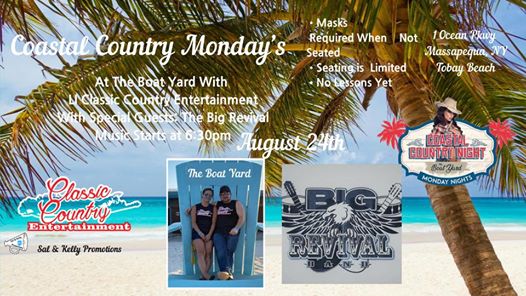 Coastal Country Monday's
At The Boat Yard With
LI Classic Country Entertainment
With Special Guests: The Big Revival
Music Starts at 6:30pm
August 24th
• Masks
Required When Not
Seated
• Seating is Limited
• No Lessons Yet
1 Ocean Pkwy
Massapequa, NY
Tobay Beach
COASTAL
COUNTRY NIGHT
Boat Yard
MONDAY NIGHTS
Classic
Country
Entertainment
Sal & Kelly Promotions
The Boat Yard
BIG
REVIVAL
BAND